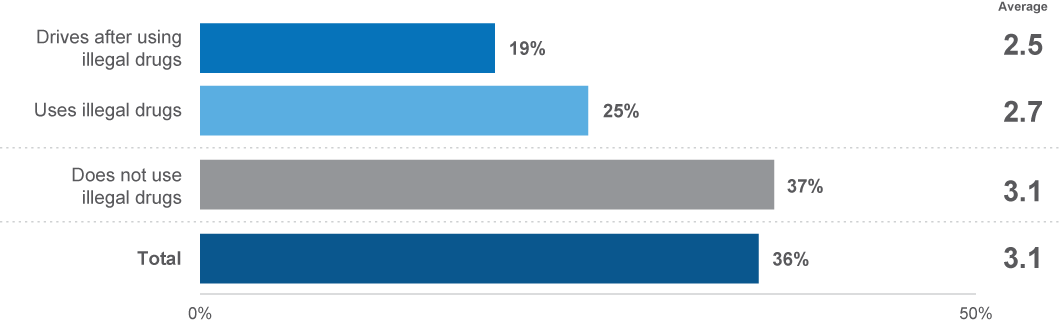 Average
Drives after using
illegal drugs
19%
2.5
Uses illegal drugs
25%
2.7
Does not use
illegal drugs
37%
3.1
Total
36%
3.1
0%
50%